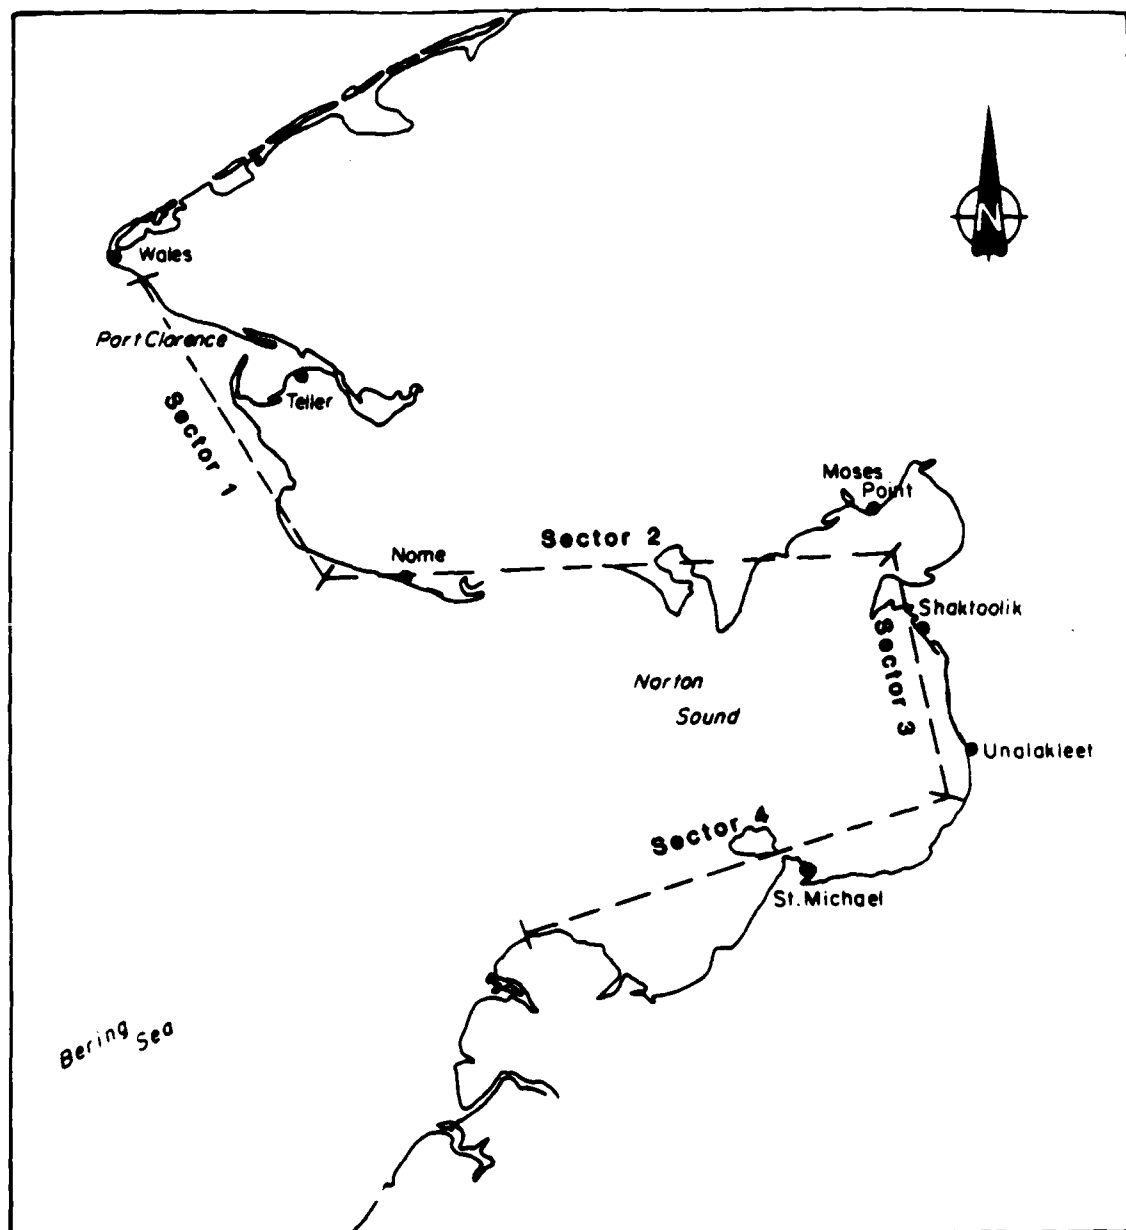 N
Wales
Port Clarence
Teller
Sector 1
Moses
Point
Sector 2
Nome
Shaktoolik
Sector 3
Norton
Sound
Unalakleet
Sector 4
St. Michael
Bering
Sea